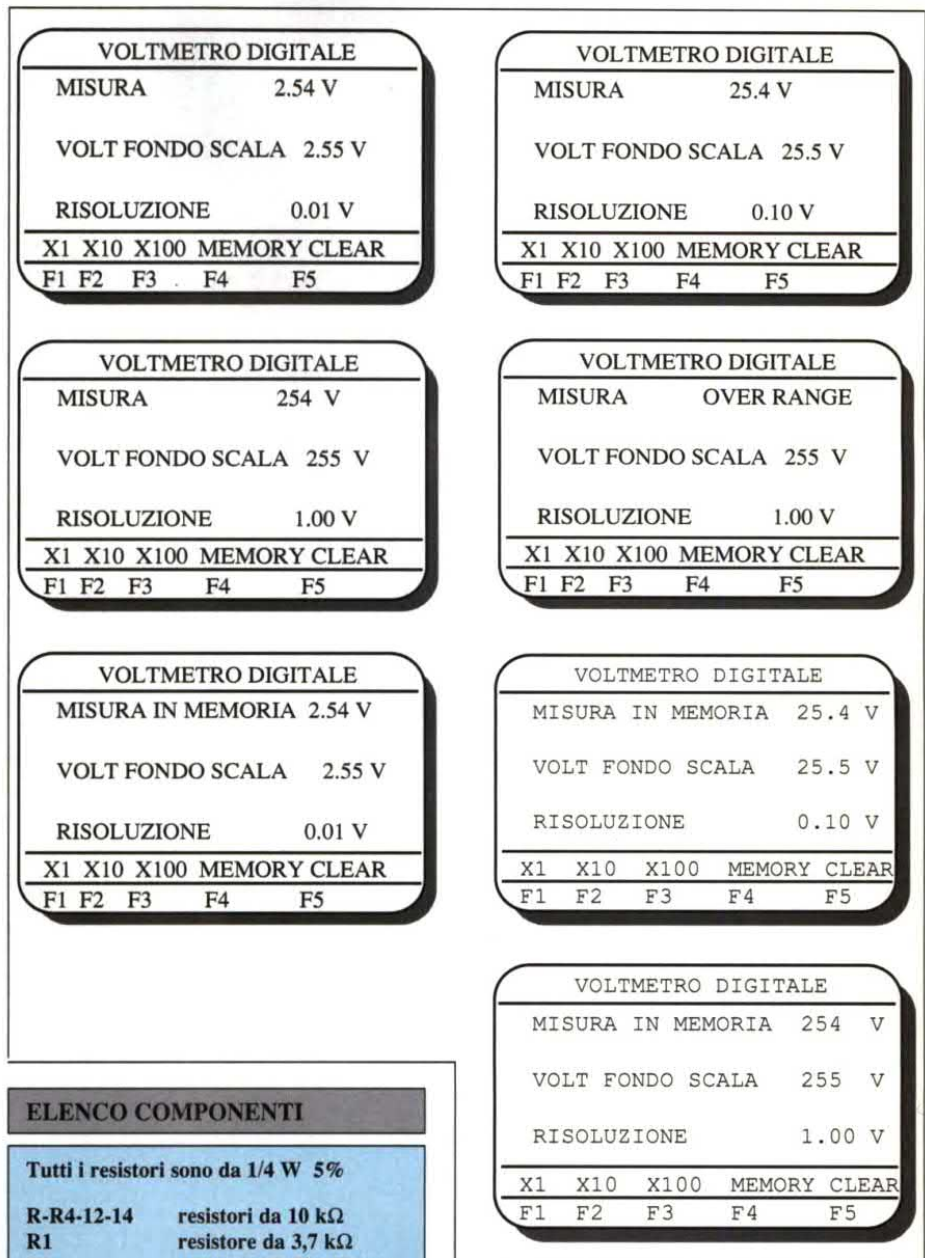 VOLTMETRO DIGITALE
MISURA 2.54 V
VOLT FONDO SCALA 2.55 V
RISOLUZIONE 0.01 V
X1 X10 X100 MEMORY CLEAR
F1 F2 F3 F4 F5
VOLTMETRO DIGITALE
MISURA 25.4 V
VOLT FONDO SCALA 25.5 V
RISOLUZIONE 0.10 V
X1 X10 X100 MEMORY CLEAR
F1 F2 F3 F4 F5
VOLTMETRO DIGITALE
MISURA 254 V
VOLT FONDO SCALA 255 V
RISOLUZIONE 1.00 V
X1 X10 X100 MEMORY CLEAR
F1 F2 F3 F4 F5
VOLTMETRO DIGITALE
MISURA OVER RANGE
VOLT FONDO SCALA 255 V
RISOLUZIONE 1.00 V
X1 X10 X100 MEMORY CLEAR
F1 F2 F3 F4 F5
VOLTMETRO DIGITALE
MISURA IN MEMORIA 2.54 V
VOLT FONDO SCALA 2.55 V
RISOLUZIONE 0.01 V
X1 X10 X100 MEMORY CLEAR
F1 F2 F3 F4 F5
VOLTMETRO DIGITALE
MISURA IN MEMORIA 25.4 V
VOLT FONDO SCALA 25.5 V
RISOLUZIONE 0.10 V
X1 X10 X100 MEMORY CLEAR
F1 F2 F3 F4 F5
VOLTMETRO DIGITALE
MISURA IN MEMORIA 254 V
VOLT FONDO SCALA 255 V
RISOLUZIONE 1.00 V
X1 X10 X100 MEMORY CLEAR
F1 F2 F3 F4 F5
ELENCO COMPONENTI
Tutti i resistori sono da 1/4 W 5%
R-R4-12-14 resistori da 10 kΩ
R1 resistore da 3,7 kΩ